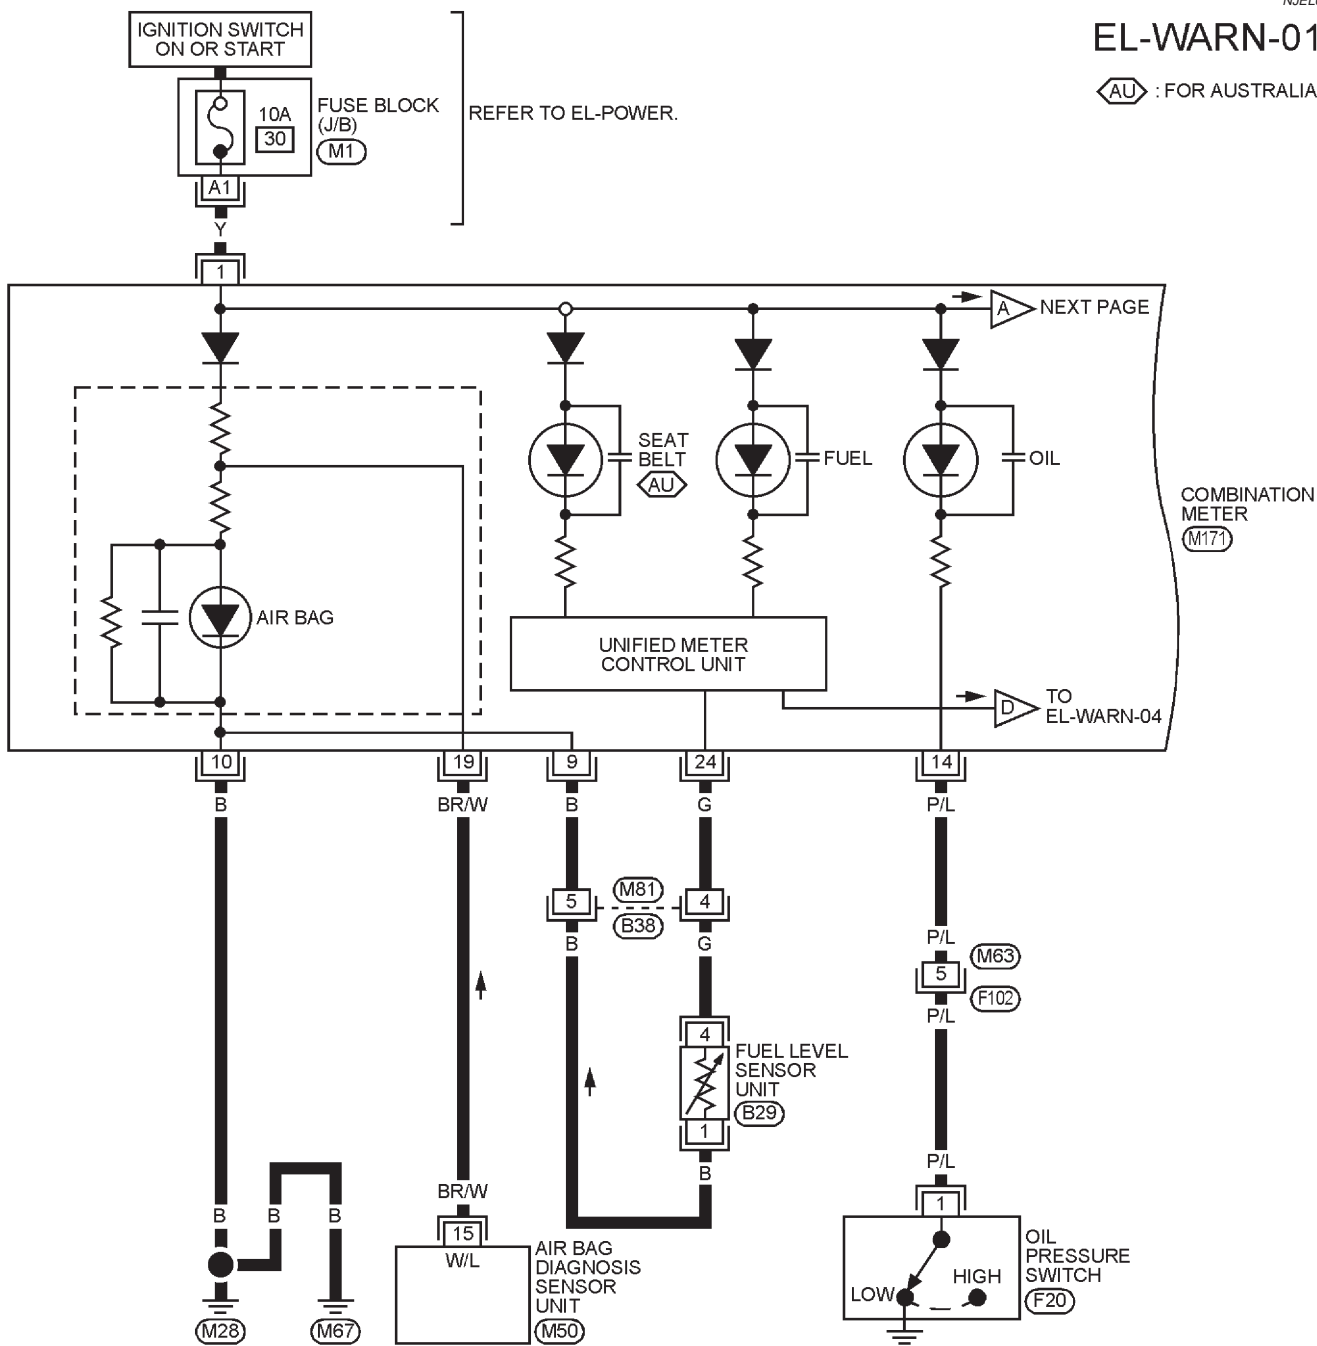 EL-WARN-01
AU : FOR AUSTRALIA
IGNITION SWITCH
ON OR START
10A
30
FUSE BLOCK
(J/B)
M1
REFER TO EL-POWER.
A1
Y
1
A
NEXT PAGE
SEAT
BELT
AU
FUEL
OIL
COMBINATION
METER
M171
AIR BAG
UNIFIED METER
CONTROL UNIT
D
TO
EL-WARN-04
10
19
9
24
14
B
BR/W
B
G
P/L
5
M81
B38
4
B
G
P/L
5
M63
F102
P/L
4
FUEL LEVEL
SENSOR
UNIT
B29
1
B
P/L
1
BR/W
15
W/L
AIR BAG
DIAGNOSIS
SENSOR
UNIT
M50
B
B
B
M28
M67
OIL
PRESSURE
SWITCH
F20
LOW
HIGH